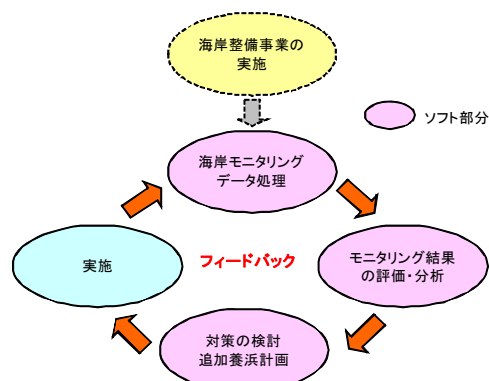 海岸整備事業の
実施
ソフト部分
海岸モニタリング
データ処理
実施
フィードバック
モニタリング結果
の評価・分析
対策の検討
追加養浜計画